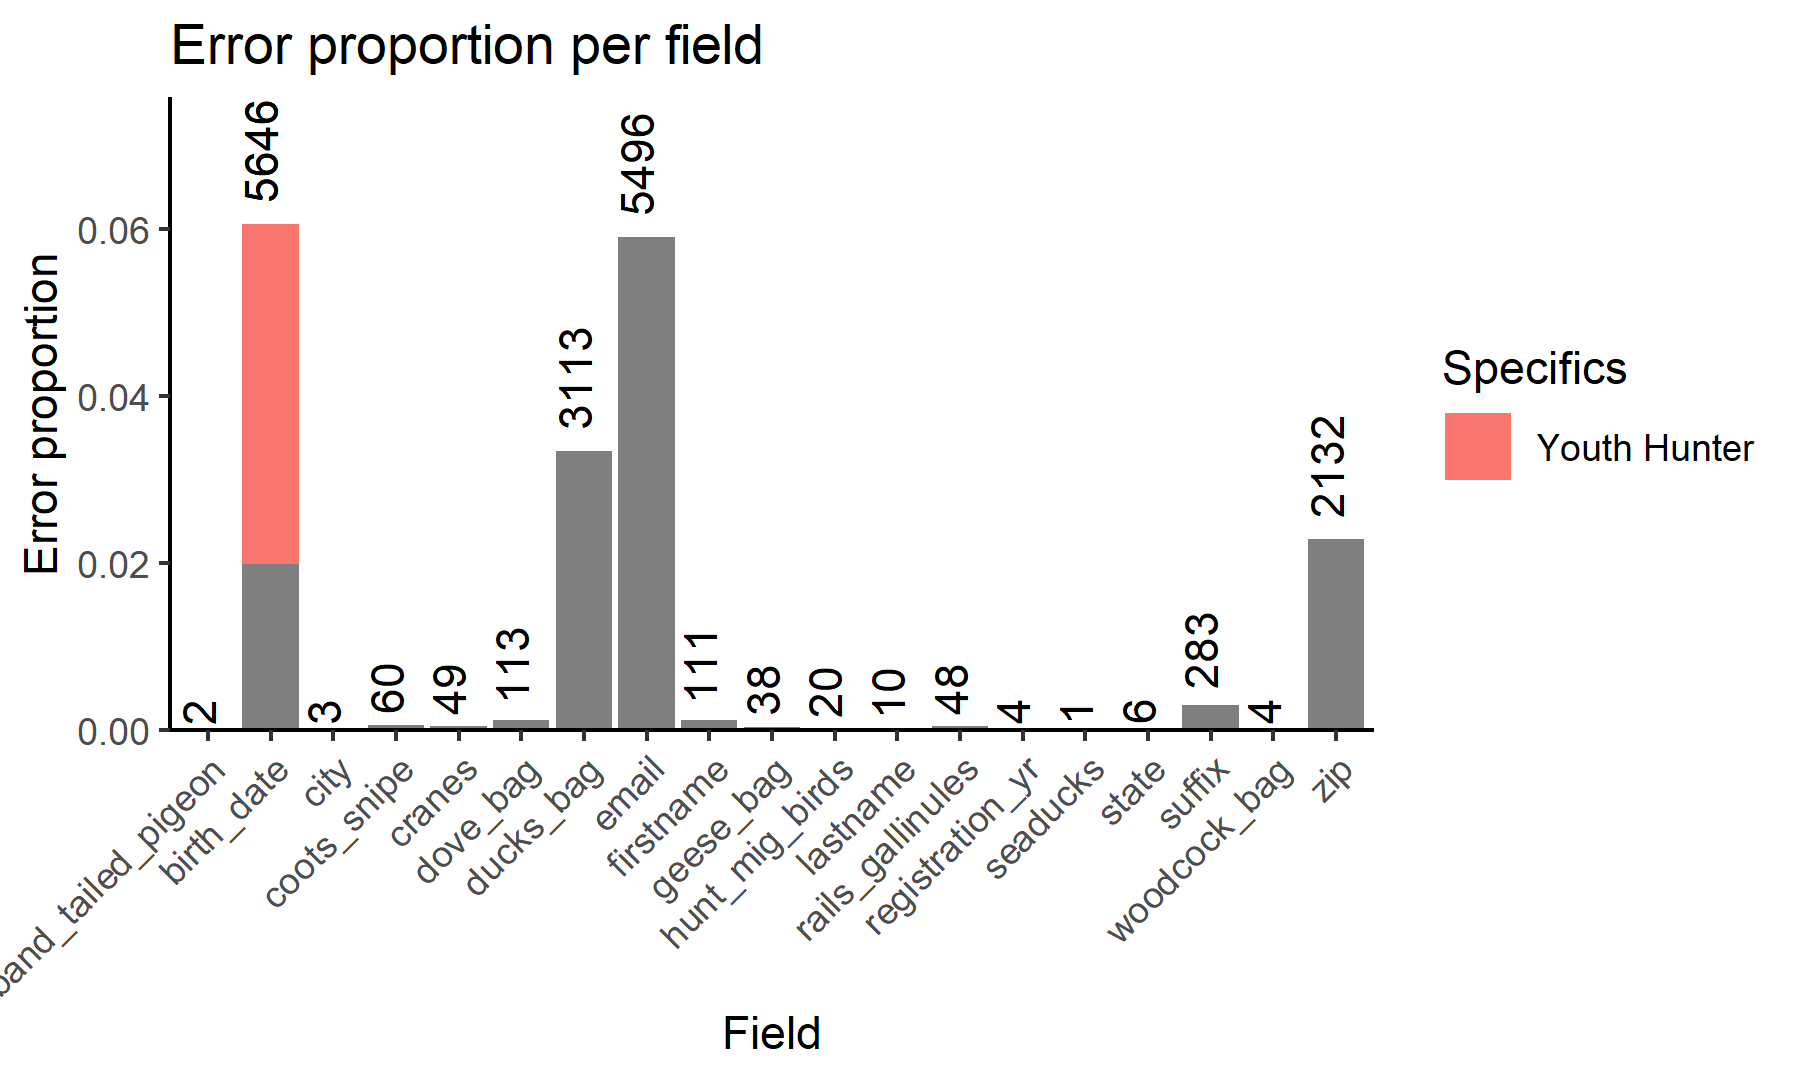 Error proportion per field
Error proportion
0.06
0.04
0.02
0.00
2
5646
3
60
49
113
3113
5496
111
38
20
10
48
4
1
6
283
4
2132
band_tailed_pigeon
birth_date
city
coots_snipe
cranes
dove_bag
ducks_bag
email
firstname
geese_bag
hunt_mig_birds
lastname
rails_gallinules
registration_yr
seaducks
state
suffix
woodcock_bag
zip
Field
Specifics
Youth Hunter